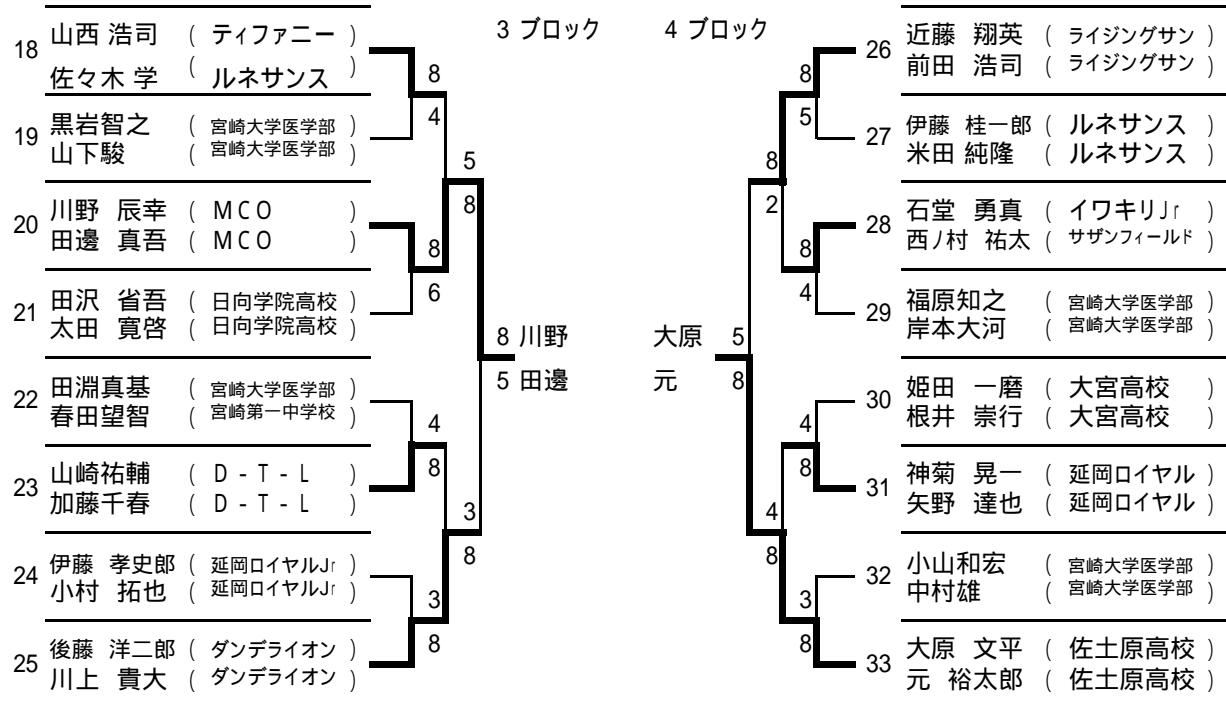 3 ブロック
18 山西 浩司 ( ティファニー )
佐々木 学 ( ルネサンス )
19 黒岩智之 ( 宮崎大学医学部 )
山下駿 ( 宮崎大学医学部 )
20 川野 辰幸 ( MCO )
田邊 真吾 ( MCO )
21 田沢 省吾 ( 日向学院高校 )
太田 寛啓 ( 日向学院高校 )
22 田淵真基 ( 宮崎大学医学部 )
春田望智 ( 宮崎第一中学校 )
23 山崎祐輔 ( D - T - L )
加藤千春 ( D - T - L )
24 伊藤 孝史郎 ( 延岡ロイヤルJr )
小村 拓也 ( 延岡ロイヤルJr )
25 後藤 洋二郎 ( ダンデライオン )
川上 貴大 ( ダンデライオン )
8
4
8
6
4
8
3
8
5
8
3
8
8 川野
5 田邊
4 ブロック
26 近藤 翔英 ( ライジングサン )
前田 浩司 ( ライジングサン )
27 伊藤 桂一郎 ( ルネサンス )
米田 純隆 ( ルネサンス )
28 石堂 勇真 ( イワキリJr )
西ノ村 祐太 ( サザンフィールド )
29 福原知之 ( 宮崎大学医学部 )
岸本大河 ( 宮崎大学医学部 )
30 姫田 一磨 ( 大宮高校 )
根井 崇行 ( 大宮高校 )
31 神菊 晃一 ( 延岡ロイヤル )
矢野 達也 ( 延岡ロイヤル )
32 小山和宏 ( 宮崎大学医学部 )
中村雄 ( 宮崎大学医学部 )
33 大原 文平 ( 佐土原高校 )
元 裕太郎 ( 佐土原高校 )
8
5
8
4
4
8
3
8
8
2
4
8
大原 5
元 8